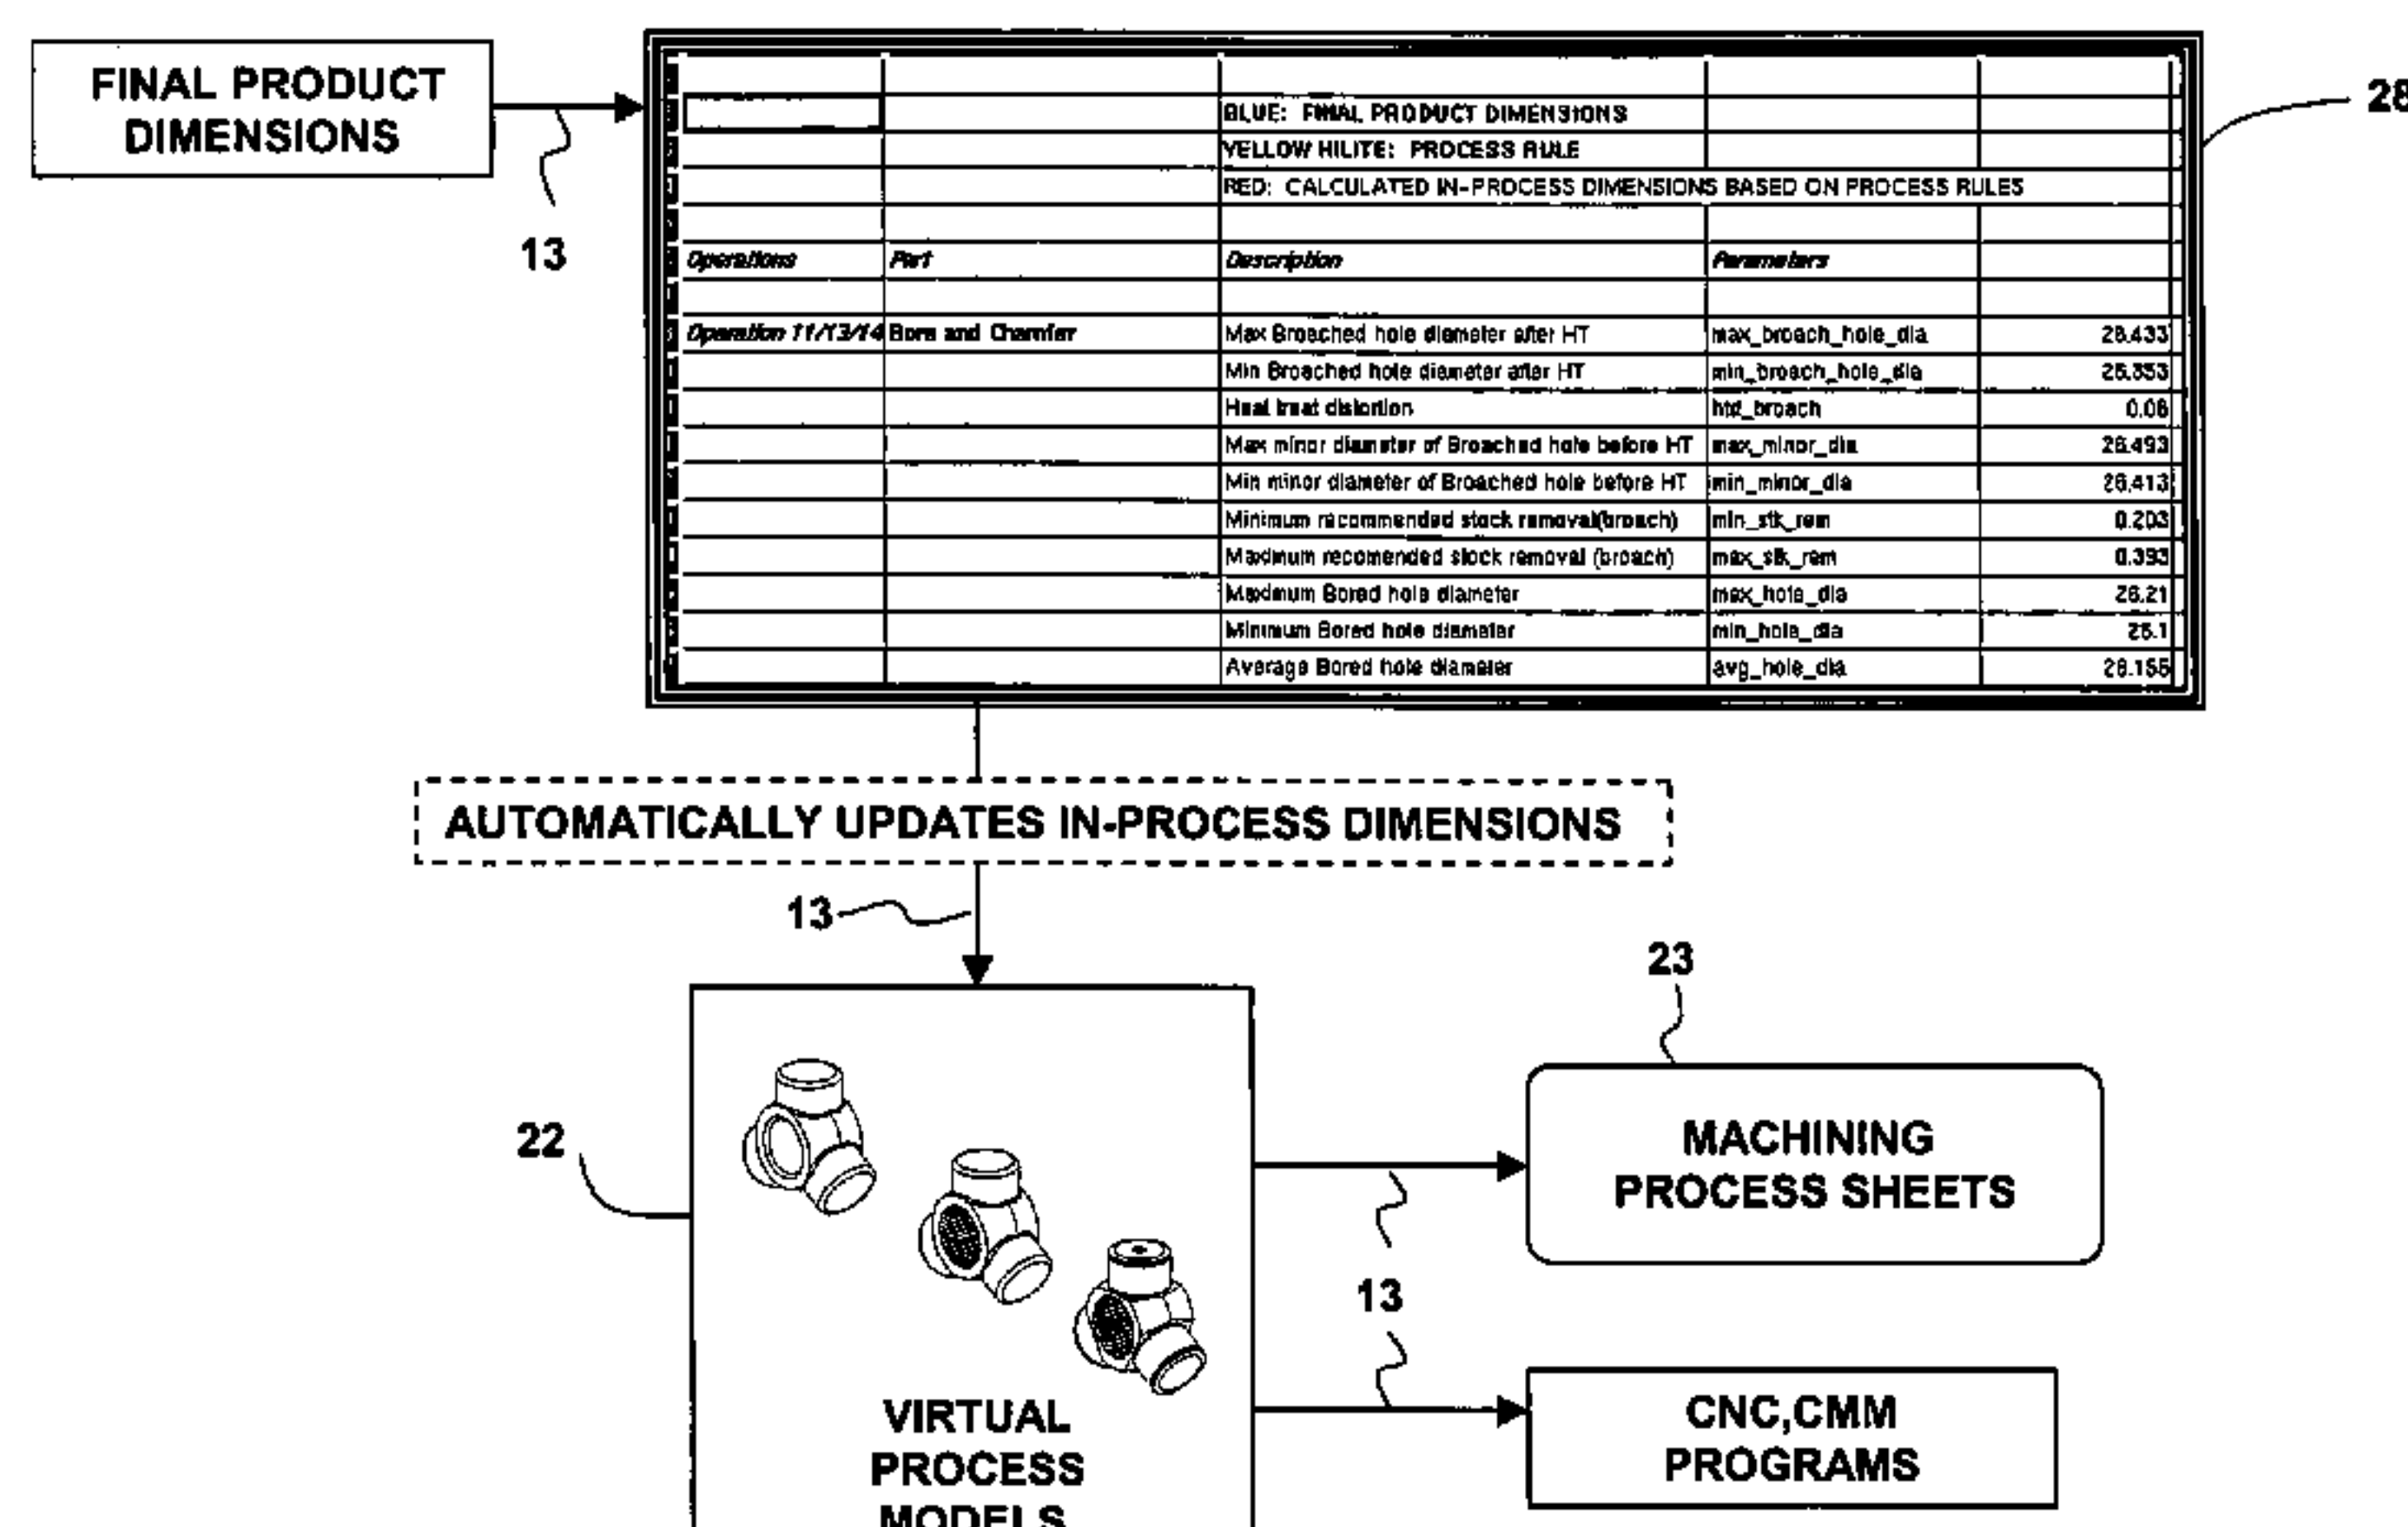 FINAL PRODUCT
DIMENSIONS
13
28
BLUE: FINAL PRODUCT DIMENSIONS
YELLOW HILITE: PROCESS RULE
RED: CALCULATED IN-PROCESS DIMENSIONS BASED ON PROCESS RULES
Operations Part Description Parameters
Operation 11/13/14 Bore and Chamfer Max Broached hole diameter after HT max_broach_hole_dia 26.433
Min Broached hole diameter after HT min_broach_hole_dia 26.353
Heat treat distortion htd_broach 0.06
Max minor diameter of Broached hole before HT max_minor_dia 26.493
Min minor diameter of Broached hole before HT min_minor_dia 26.413
Minimum recommended stock removal(broach) min_stk_rem 0.203
Maximum recomended stock removal (broach) max_stk_rem 0.393
Maximum Bored hole diameter max_hole_dia 26.21
Minimum Bored hole diameter min_hole_dia 26.1
Average Bored hole diameter avg_hole_dia 26.155
AUTOMATICALLY UPDATES IN-PROCESS DIMENSIONS
13
23
22
MACHINING
PROCESS SHEETS
13
VIRTUAL
PROCESS
MODELS
CNC,CMM
PROGRAMS